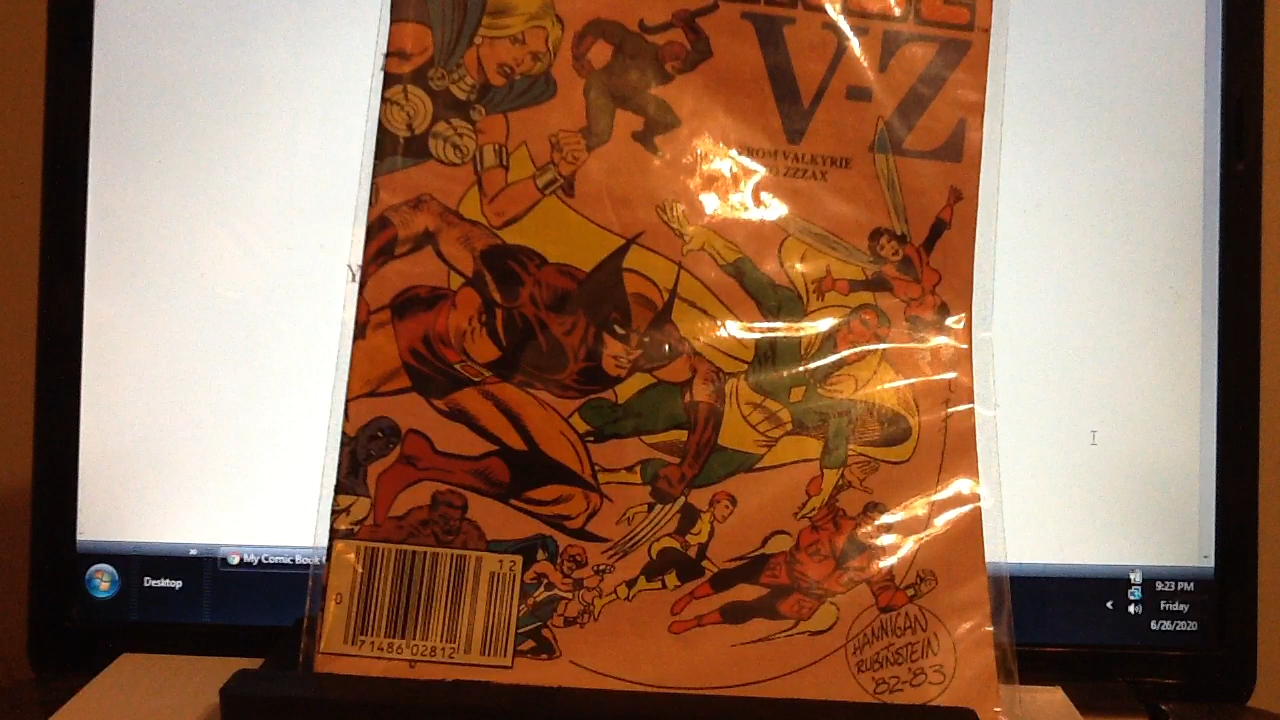 V-Z
FROM VALKYRIE
TO ZZZAX
Y
12
0
71486 02812
HANNIGAN
RUBINSTEIN
'82-'83
My Comic Book
Desktop
9:23 PM
Friday
6/26/2020